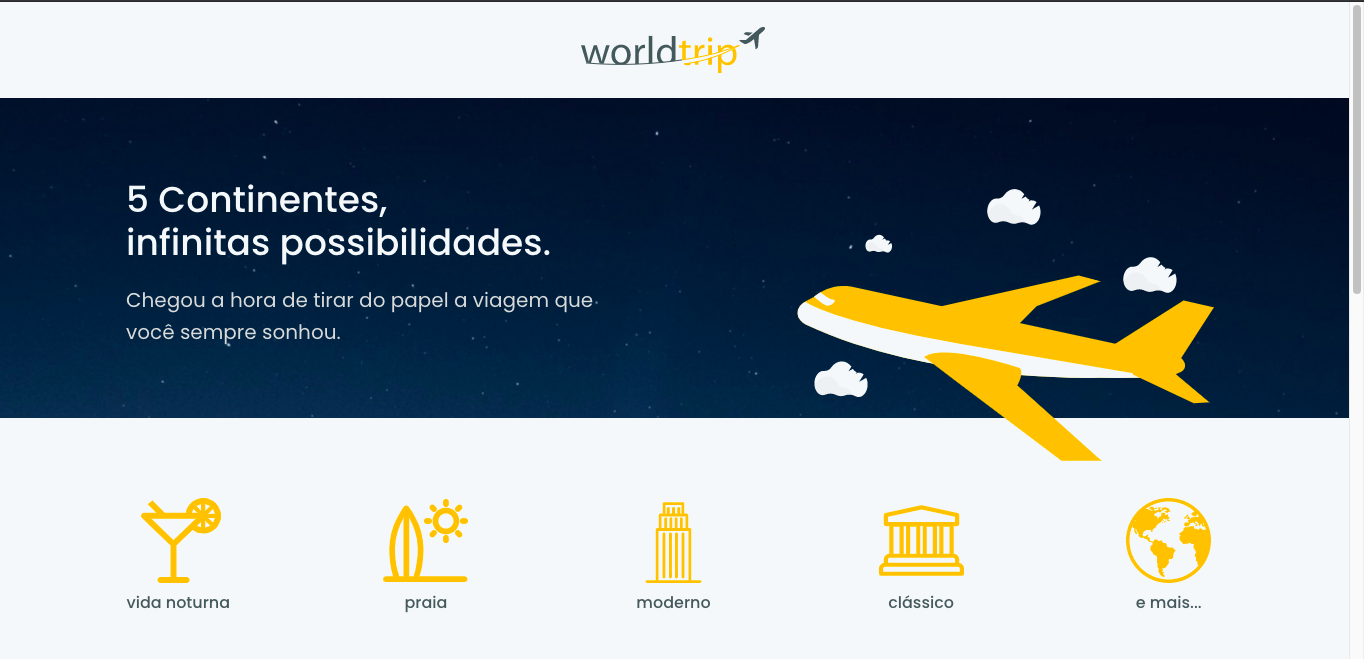 worldtrip
5 Continentes,
infinitas possibilidades.
Chegou a hora de tirar do papel a viagem que
você sempre sonhou.
vida noturna
praia
moderno
clássico
e mais...